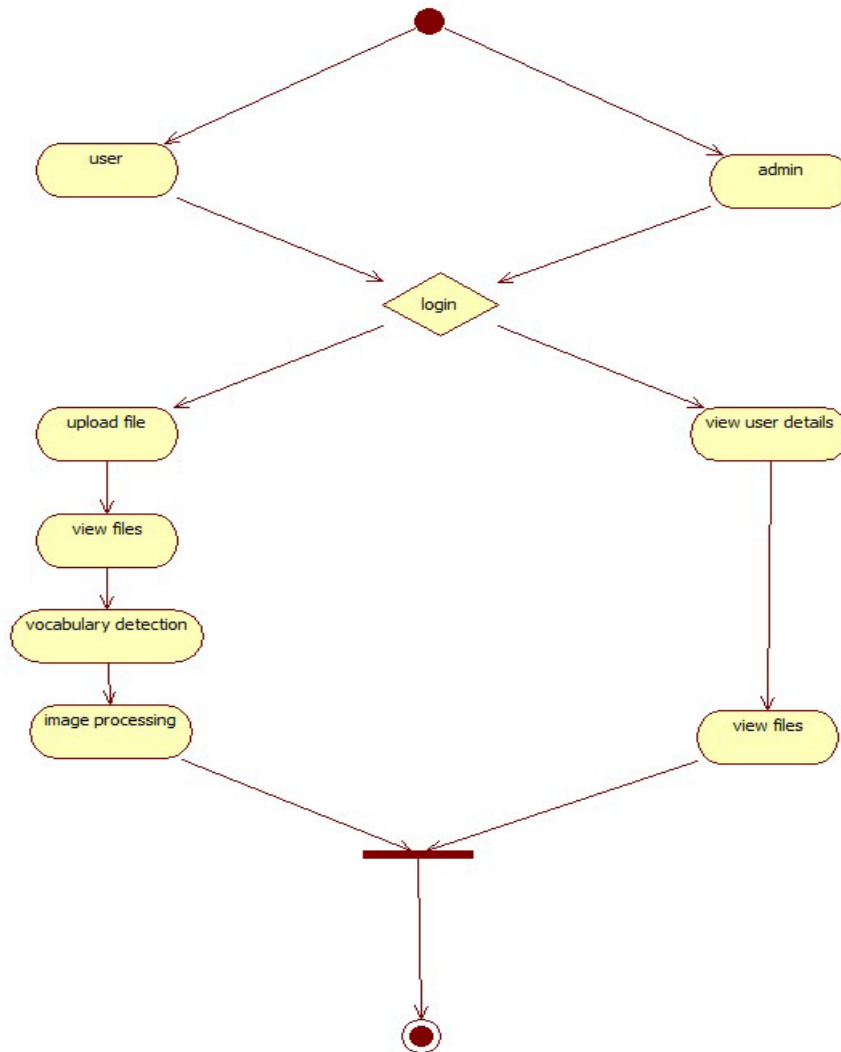 user
admin
login
upload file
view user details
view files
vocabulary detection
image processing
view files